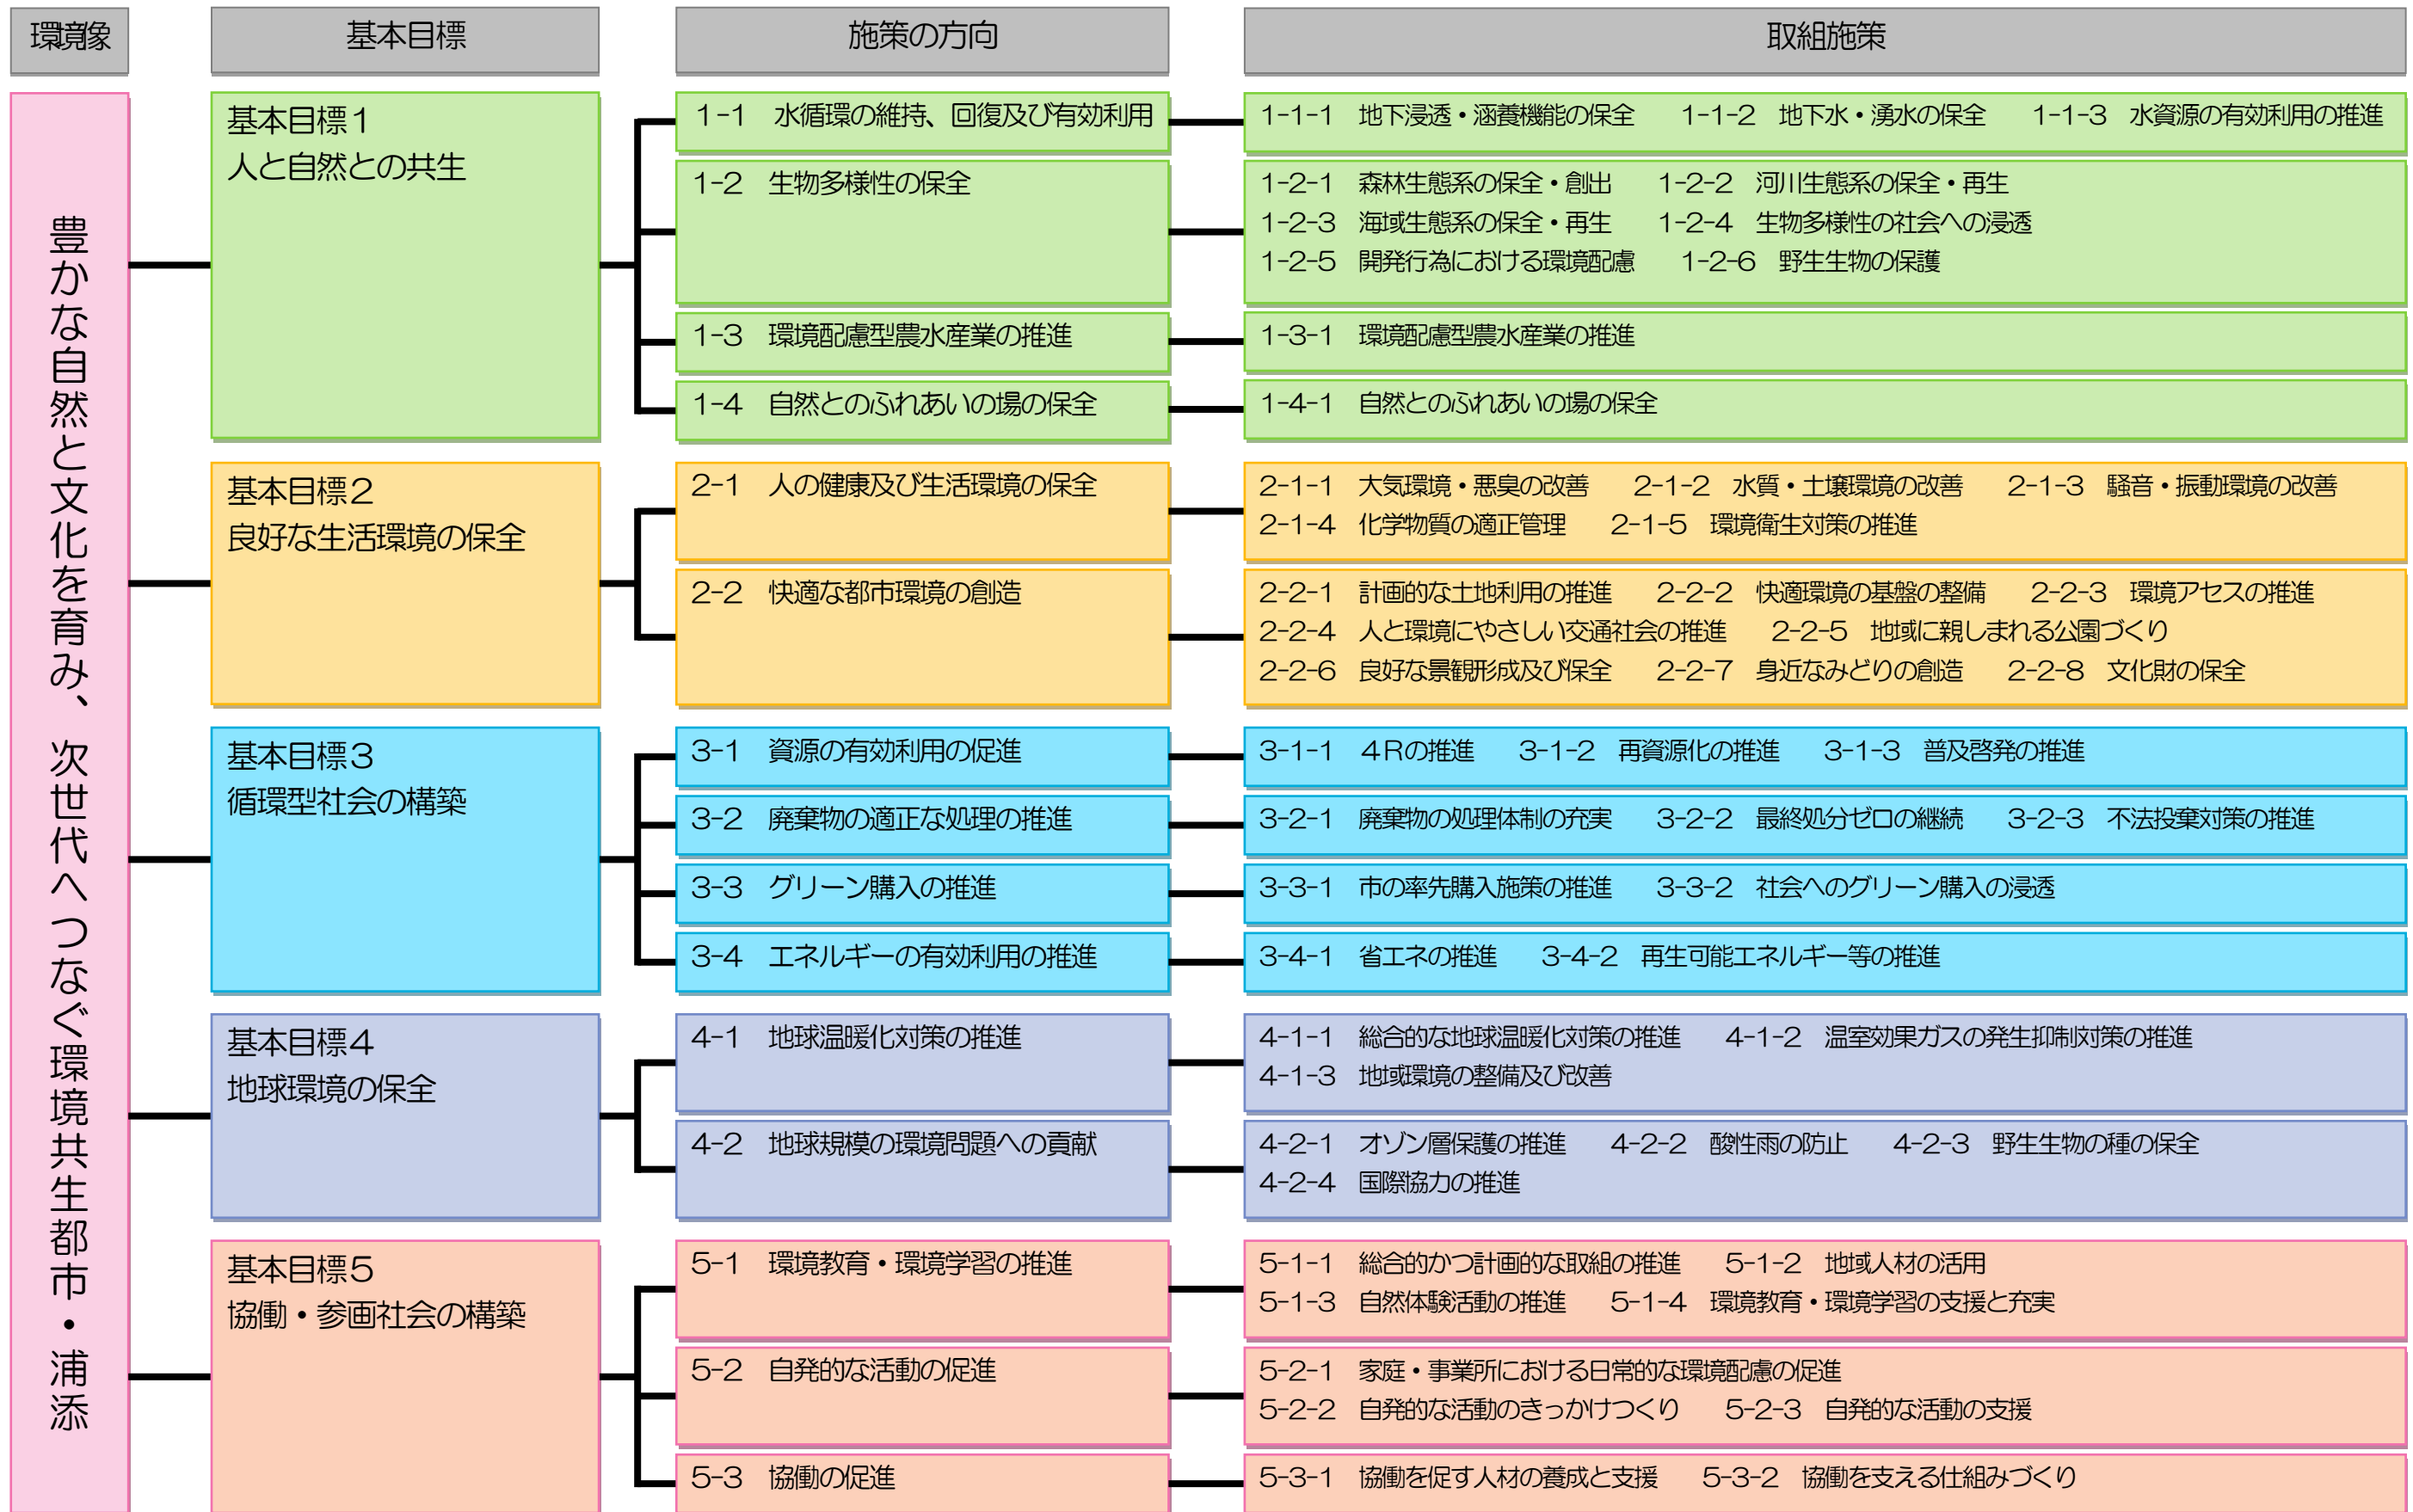 環境像
基本目標
施策の方向
取組施策
豊かな自然と文化を育み、次世代へつなぐ環境共生都市・浦添
基本目標1
人と自然との共生
1-1 水循環の維持、回復及び有効利用
1-1-1 地下浸透・涵養機能の保全 1-1-2 地下水・湧水の保全 1-1-3 水資源の有効利用の推進
1-2 生物多様性の保全
1-2-1 森林生態系の保全・創出 1-2-2 河川生態系の保全・再生
1-2-3 海域生態系の保全・再生 1-2-4 生物多様性の社会への浸透
1-2-5 開発行為における環境配慮 1-2-6 野生生物の保護
1-3 環境配慮型農水産業の推進
1-3-1 環境配慮型農水産業の推進
1-4 自然とのふれあいの場の保全
1-4-1 自然とのふれあいの場の保全
基本目標2
良好な生活環境の保全
2-1 人の健康及び生活環境の保全
2-1-1 大気環境・悪臭の改善 2-1-2 水質・土壌環境の改善 2-1-3 騒音・振動環境の改善
2-1-4 化学物質の適正管理 2-1-5 環境衛生対策の推進
2-2 快適な都市環境の創造
2-2-1 計画的な土地利用の推進 2-2-2 快適環境の基盤の整備 2-2-3 環境アセスの推進
2-2-4 人と環境にやさしい交通社会の推進 2-2-5 地域に親しまれる公園づくり
2-2-6 良好な景観形成及び保全 2-2-7 身近なみどりの創造 2-2-8 文化財の保全
基本目標3
循環型社会の構築
3-1 資源の有効利用の促進
3-1-1 4Rの推進 3-1-2 再資源化の推進 3-1-3 普及啓発の推進
3-2 廃棄物の適正な処理の推進
3-2-1 廃棄物の処理体制の充実 3-2-2 最終処分ゼロの継続 3-2-3 不法投棄対策の推進
3-3 グリーン購入の推進
3-3-1 市の率先購入施策の推進 3-3-2 社会へのグリーン購入の浸透
3-4 エネルギーの有効利用の推進
3-4-1 省エネの推進 3-4-2 再生可能エネルギー等の推進
基本目標4
地球環境の保全
4-1 地球温暖化対策の推進
4-1-1 総合的な地球温暖化対策の推進 4-1-2 温室効果ガスの発生抑制対策の推進
4-1-3 地域環境の整備及び改善
4-2 地球規模の環境問題への貢献
4-2-1 オゾン層保護の推進 4-2-2 酸性雨の防止 4-2-3 野生生物の種の保全
4-2-4 国際協力の推進
基本目標5
協働・参画社会の構築
5-1 環境教育・環境学習の推進
5-1-1 総合的かつ計画的な取組の推進 5-1-2 地域人材の活用
5-1-3 自然体験活動の推進 5-1-4 環境教育・環境学習の支援と充実
5-2 自発的な活動の促進
5-2-1 家庭・事業所における日常的な環境配慮の促進
5-2-2 自発的な活動のきっかけつくり 5-2-3 自発的な活動の支援
5-3 協働の促進
5-3-1 協働を促す人材の養成と支援 5-3-2 協働を支える仕組みづくり